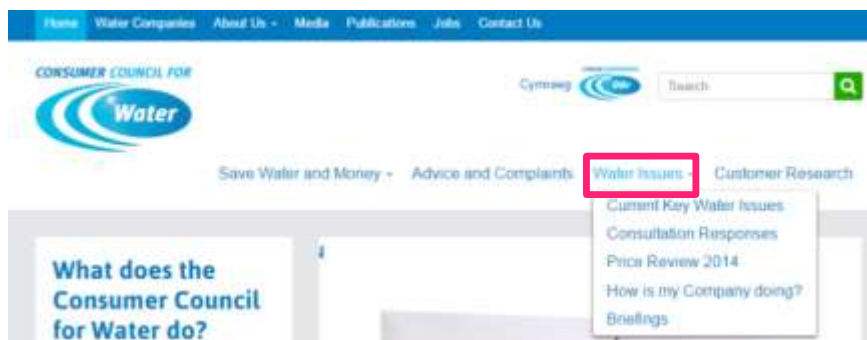 Home Water Companies About Us Media Publications Jobs Contact Us
CONSUMER COUNCIL FOR
Water
Cymraeg
Search
Save Water and Money Advice and Complaints Water Issues Customer Research
Current Key Water Issues
Consultation Responses
Price Review 2014
How is my Company doing?
Briefings
What does the
Consumer Council
for Water do?